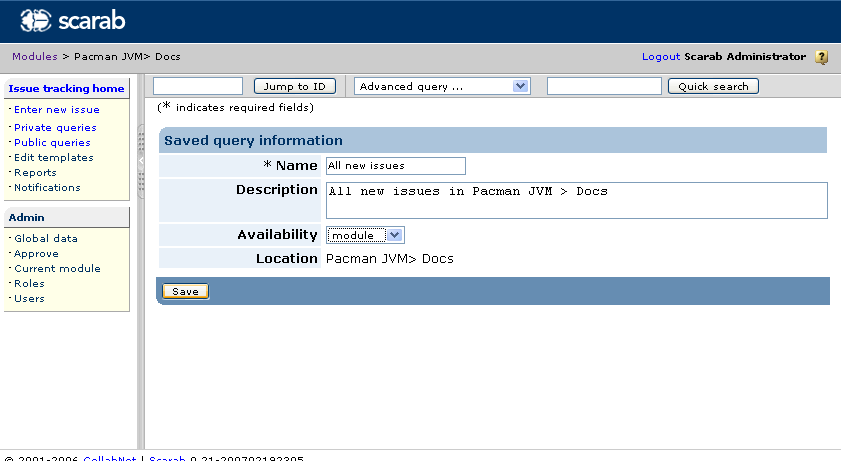 scarab
Modules > Pacman JVM> Docs
Logout Scarab Administrator ?
Issue tracking home
Enter new issue
Private queries
Public queries
Edit templates
Reports
Notifications
Admin
Global data
Approve
Current module
Roles
Users
Jump to ID Advanced query ... Quick search
(* indicates required fields)
Saved query information
* Name All new issues
Description All new issues in Pacman JVM > Docs
Availability module
Location Pacman JVM> Docs
Save
© 2001-2006 CollabNet | Scarab 0.21-200702192305